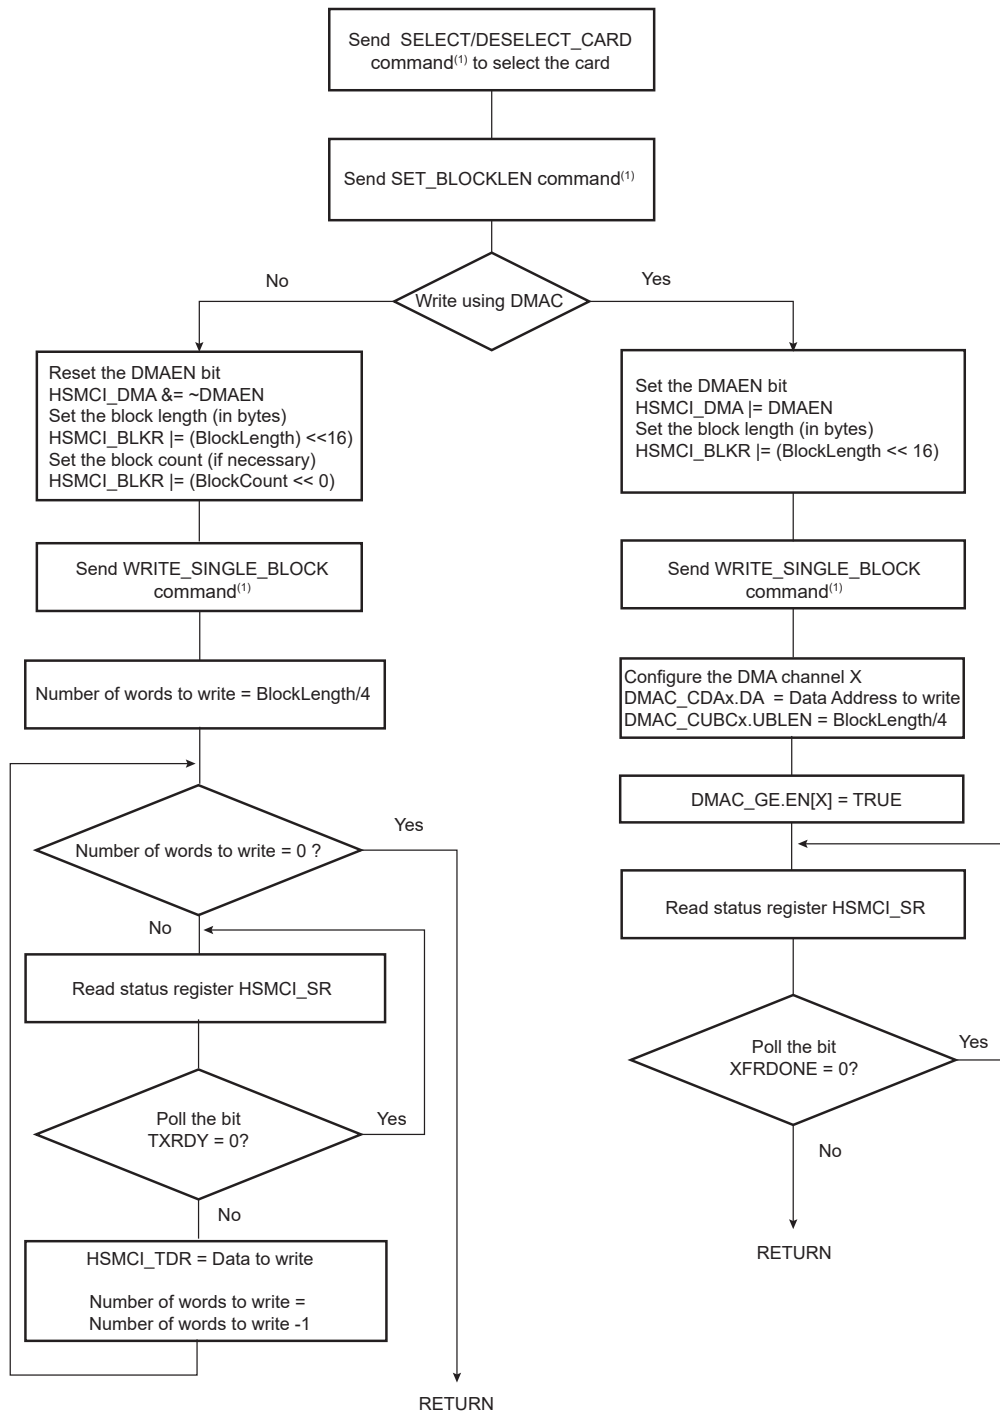 Send SELECT/DESELECT_CARD
command(1) to select the card
Send SET_BLOCKLEN command(1)
No
Write using DMAC
Yes
Reset the DMAEN bit
HSMCI_DMA &= ~DMAEN
Set the block length (in bytes)
HSMCI_BLKR |= (BlockLength) <<16)
Set the block count (if necessary)
HSMCI_BLKR |= (BlockCount << 0)
Send WRITE_SINGLE_BLOCK
command(1)
Number of words to write = BlockLength/4
Number of words to write = 0 ?
Yes
No
Read status register HSMCI_SR
Poll the bit
TXRDY = 0?
Yes
No
HSMCI_TDR = Data to write
Number of words to write =
Number of words to write -1
RETURN
Set the DMAEN bit
HSMCI_DMA |= DMAEN
Set the block length (in bytes)
HSMCI_BLKR |= (BlockLength << 16)
Send WRITE_SINGLE_BLOCK
command(1)
Configure the DMA channel X
DMAC_CDAx.DA = Data Address to write
DMAC_CUBCx.UBLEN = BlockLength/4
DMAC_GE.EN[X] = TRUE
Read status register HSMCI_SR
Poll the bit
XFRDONE = 0?
Yes
No
RETURN